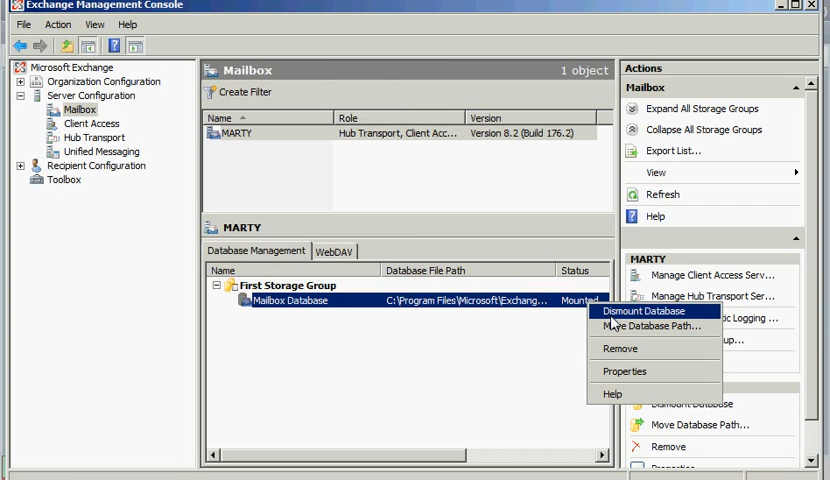 Exchange Management Console
File Action View Help
Microsoft Exchange
Organization Configuration
Server Configuration
Mailbox
Client Access
Hub Transport
Unified Messaging
Recipient Configuration
Toolbox
Mailbox 1 object
Create Filter
Name Role Version
MARTY Hub Transport, Client Acc... Version 8.2 (Build 176.2)
MARTY
Database Management WebDAV
Name Database File Path Status
First Storage Group
Mailbox Database C:\Program Files\Microsoft\Exchang... Mounted
Dismount Database
Move Database Path...
Remove
Properties
Help
Actions
Mailbox
Expand All Storage Groups
Collapse All Storage Groups
Export List...
View
Refresh
Help
MARTY
Manage Client Access Serv...
Manage Hub Transport Ser...
tic Logging ...
up...
Dismount Database
Move Database Path...
Remove
Properties